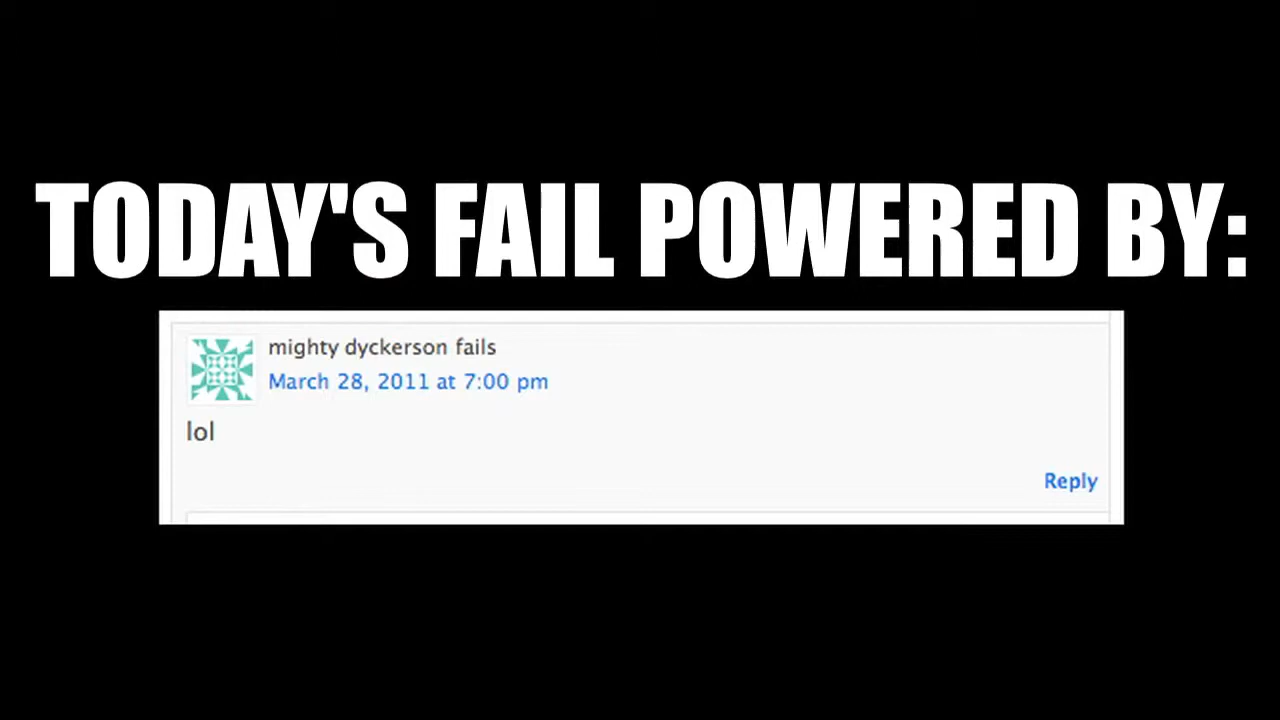 TODAY'S FAIL POWERED BY:
mighty dyckerson fails
March 28, 2011 at 7:00 pm
lol
Reply